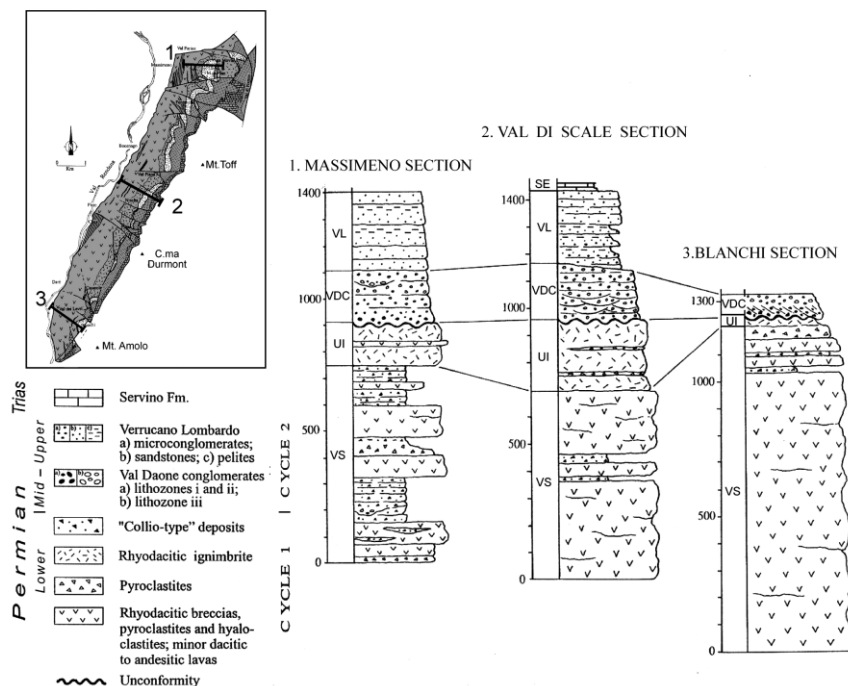 1
2
3
Mt.Toff
C.ma
Durmont
Mt. Amolo
Km
2. VAL DI SCALE SECTION
1. MASSIMENO SECTION
3.BLANCHI SECTION
1400
1000
500
0
VL
VDC
UI
VS
1400
1000
500
0
SE
VL
VDC
UI
VS
1300
1000
500
0
VDC
UI
VS
Permian
Trias
Lower
Mid – Upper
CYCLE 1
CYCLE 2
Servino Fm.
a) b) c)
Verrucano Lombardo
a) microconglomerates;
b) sandstones; c) pelites
a) b)
Val Daone conglomerates
a) lithozones i and ii;
b) lithozone iii
"Collio-type" deposits
Rhyodacitic ignimbrite
Pyroclastites
Rhyodacitic breccias,
pyroclastites and hyalo-
clastites; minor dacitic
to andesitic lavas
Unconformity